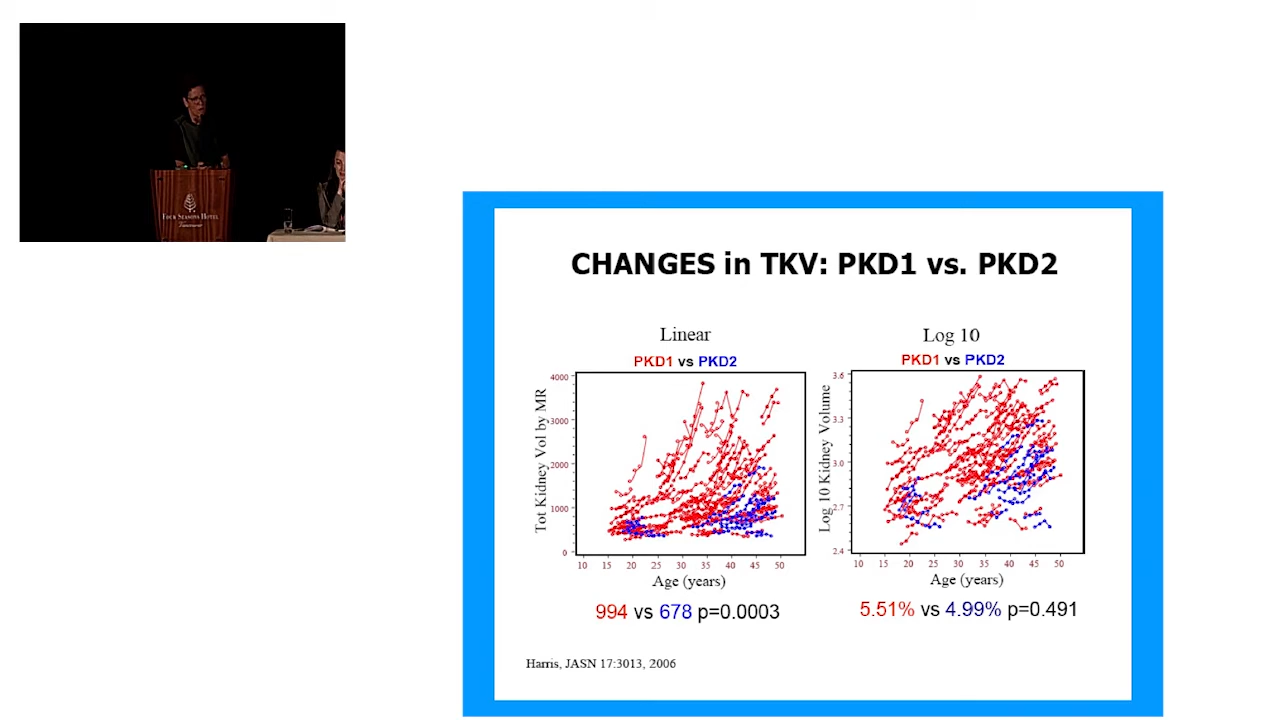 FOUR SEASONS HOTEL
CHANGES in TKV: PKD1 vs. PKD2
Linear
PKD1 vs PKD2
Tot Kidney Vol by MR
4000
3000
2000
1000
0
10 15 20 25 30 35 40 45 50
Age (years)
994 vs 678 p=0.0003
Log 10
PKD1 vs PKD2
Log 10 Kidney Volume
3.6
3.3
3.0
2.7
2.4
10 15 20 25 30 35 40 45 50
Age (years)
5.51% vs 4.99% p=0.491
Harris, JASN 17:3013, 2006